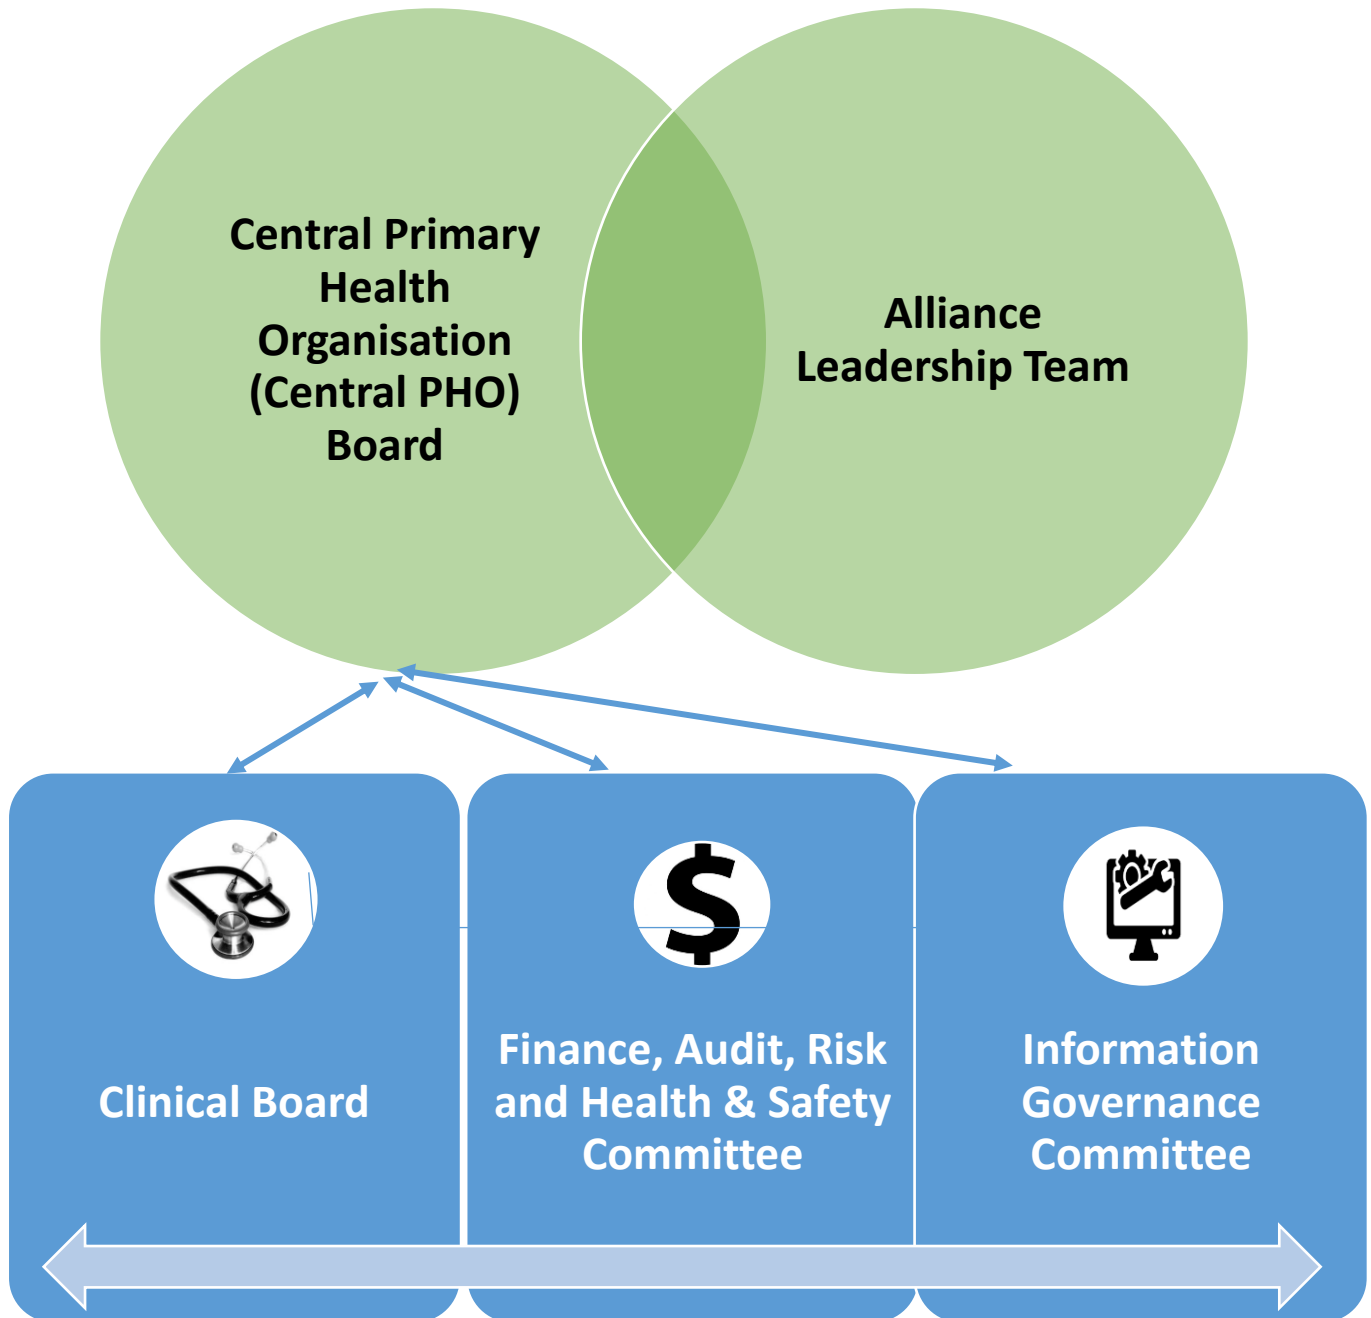 Central Primary
Health
Organisation
(Central PHO)
Board
Alliance
Leadership Team
$
Clinical Board
Finance, Audit, Risk
and Health & Safety
Committee
Information
Governance
Committee